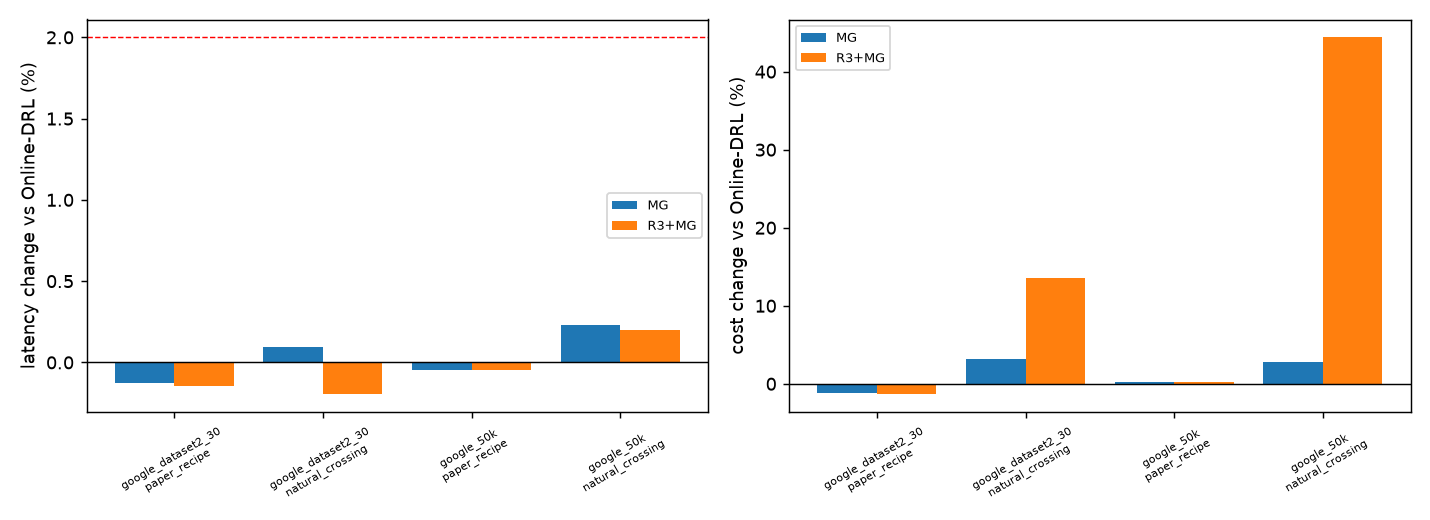 latency change vs Online-DRL (%)
2.0
1.5
1.0
0.5
0.0
MG
R3+MG
google_dataset2_30
paper_recipe
google_dataset2_30
natural_crossing
google_50k
paper_recipe
google_50k
natural_crossing
cost change vs Online-DRL (%)
40
30
20
10
0
MG
R3+MG
google_dataset2_30
paper_recipe
google_dataset2_30
natural_crossing
google_50k
paper_recipe
google_50k
natural_crossing